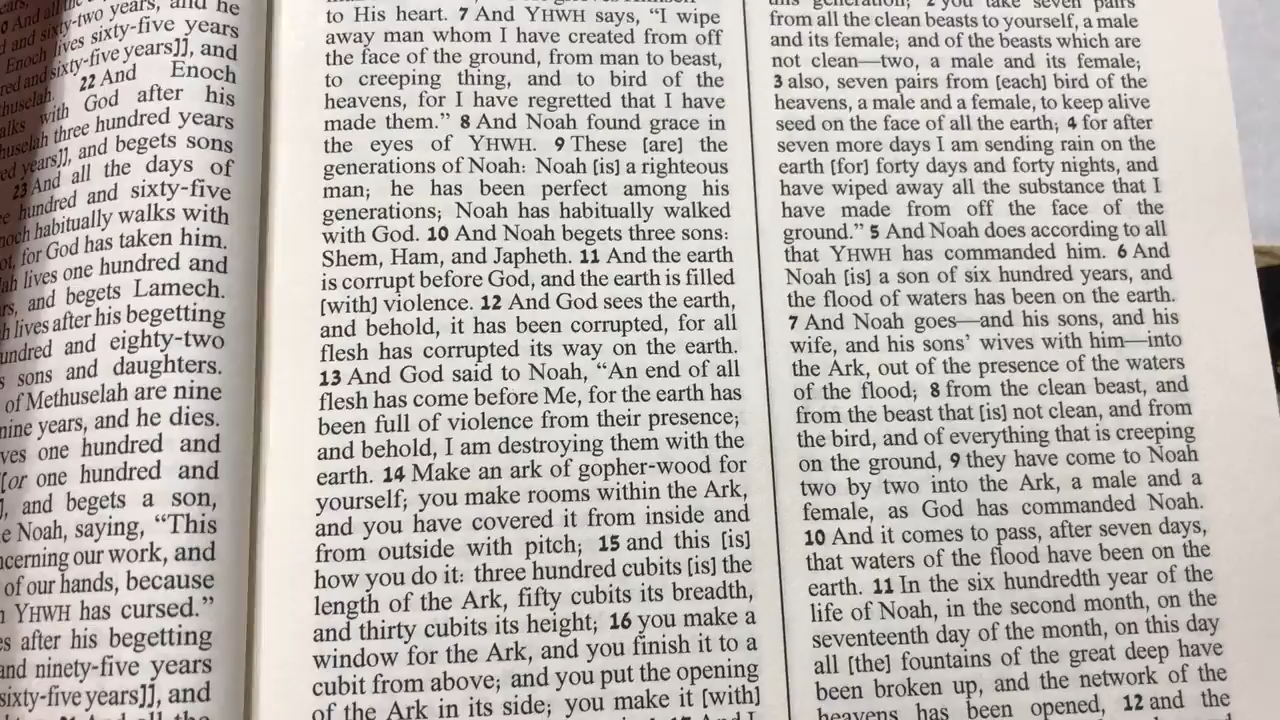 0 And all the
and sixty-two years, and he
Enoch lives sixty-five years
red and sixty-five years]], and
thuselah. 22 And Enoch
alks with God after his
huselah three hundred years
ed years]], and begets sons
23 And all the days of
e hundred and sixty-five
noch habitually walks with
ot, for God has taken him.
lah lives one hundred and
rs, and begets Lamech.
h lives after his begetting
undred and eighty-two
s sons and daughters.
of Methuselah are nine
nine years, and he dies.
ves one hundred and
[or one hundred and
], and begets a son,
e Noah, saying, “This
ncerning our work, and
of our hands, because
YHWH has cursed.”
es after his begetting
and ninety-five years
sixty-five years]], and
to His heart. 7 And YHWH says, “I wipe
away man whom I have created from off
the face of the ground, from man to beast,
to creeping thing, and to bird of the
heavens, for I have regretted that I have
made them.” 8 And Noah found grace in
the eyes of YHWH. 9 These [are] the
generations of Noah: Noah [is] a righteous
man; he has been perfect among his
generations; Noah has habitually walked
with God. 10 And Noah begets three sons:
Shem, Ham, and Japheth. 11 And the earth
is corrupt before God, and the earth is filled
[with] violence. 12 And God sees the earth,
and behold, it has been corrupted, for all
flesh has corrupted its way on the earth.
13 And God said to Noah, “An end of all
flesh has come before Me, for the earth has
been full of violence from their presence;
and behold, I am destroying them with the
earth. 14 Make an ark of gopher-wood for
yourself; you make rooms within the Ark,
and you have covered it from inside and
from outside with pitch; 15 and this [is]
how you do it: three hundred cubits [is] the
length of the Ark, fifty cubits its breadth,
and thirty cubits its height; 16 you make a
window for the Ark, and you finish it to a
cubit from above; and you put the opening
of the Ark in its side; you make it [with]
this generation; 2 you take seven pairs
from all the clean beasts to yourself, a male
and its female; and of the beasts which are
not clean—two, a male and its female;
3 also, seven pairs from [each] bird of the
heavens, a male and a female, to keep alive
seed on the face of all the earth; 4 for after
seven more days I am sending rain on the
earth [for] forty days and forty nights, and
have wiped away all the substance that I
have made from off the face of the
ground.” 5 And Noah does according to all
that YHWH has commanded him. 6 And
Noah [is] a son of six hundred years, and
the flood of waters has been on the earth.
7 And Noah goes—and his sons, and his
wife, and his sons’ wives with him—into
the Ark, out of the presence of the waters
of the flood; 8 from the clean beast, and
from the beast that [is] not clean, and from
the bird, and of everything that is creeping
on the ground, 9 they have come to Noah
two by two into the Ark, a male and a
female, as God has commanded Noah.
10 And it comes to pass, after seven days,
that waters of the flood have been on the
earth. 11 In the six hundredth year of the
life of Noah, in the second month, on the
seventeenth day of the month, on this day
all [the] fountains of the great deep have
been broken up, and the network of the
heavens has been opened, 12 and the